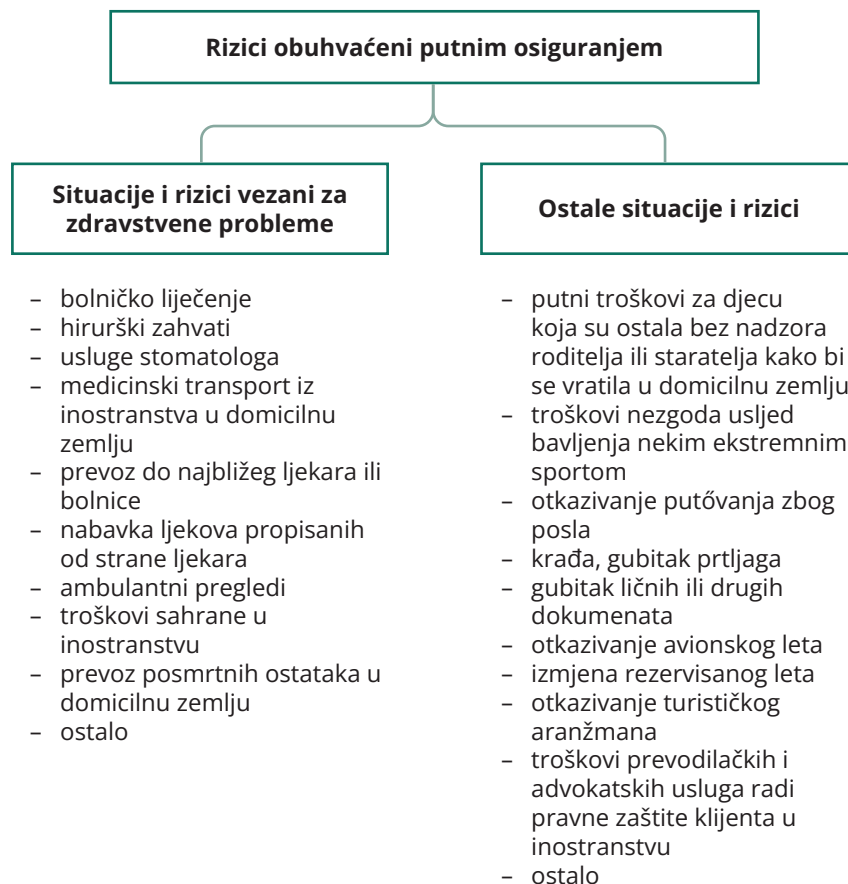 Rizici obuhvaćeni putnim osiguranjem
Situacije i rizici vezani za
zdravstvene probleme
– bolničko liječenje
– hirurški zahvati
– usluge stomatologa
– medicinski transport iz
inostranstva u domicilnu
zemlju
– prevoz do najbližeg ljekara ili
bolnice
– nabavka ljekova propisanih
od strane ljekara
– ambulantni pregledi
– troškovi sahrane u
inostranstvu
– prevoz posmrtnih ostataka u
domicilnu zemlju
– ostalo
Ostale situacije i rizici
– putni troškovi za djecu
koja su ostala bez nadzora
roditelja ili staratelja kako bi
se vratila u domicilnu zemlju
– troškovi nezgoda usljed
bavljenja nekim ekstremnim
sportom
– otkazivanje putővanja zbog
posla
– krađa, gubitak prtljaga
– gubitak ličnih ili drugih
dokumenata
– otkazivanje avionskog leta
– izmjena rezervisanog leta
– otkazivanje turističkog
aranžmana
– troškovi prevodilačkih i
advokatskih usluga radi
pravne zaštite klijenta u
inostranstvu
– ostalo